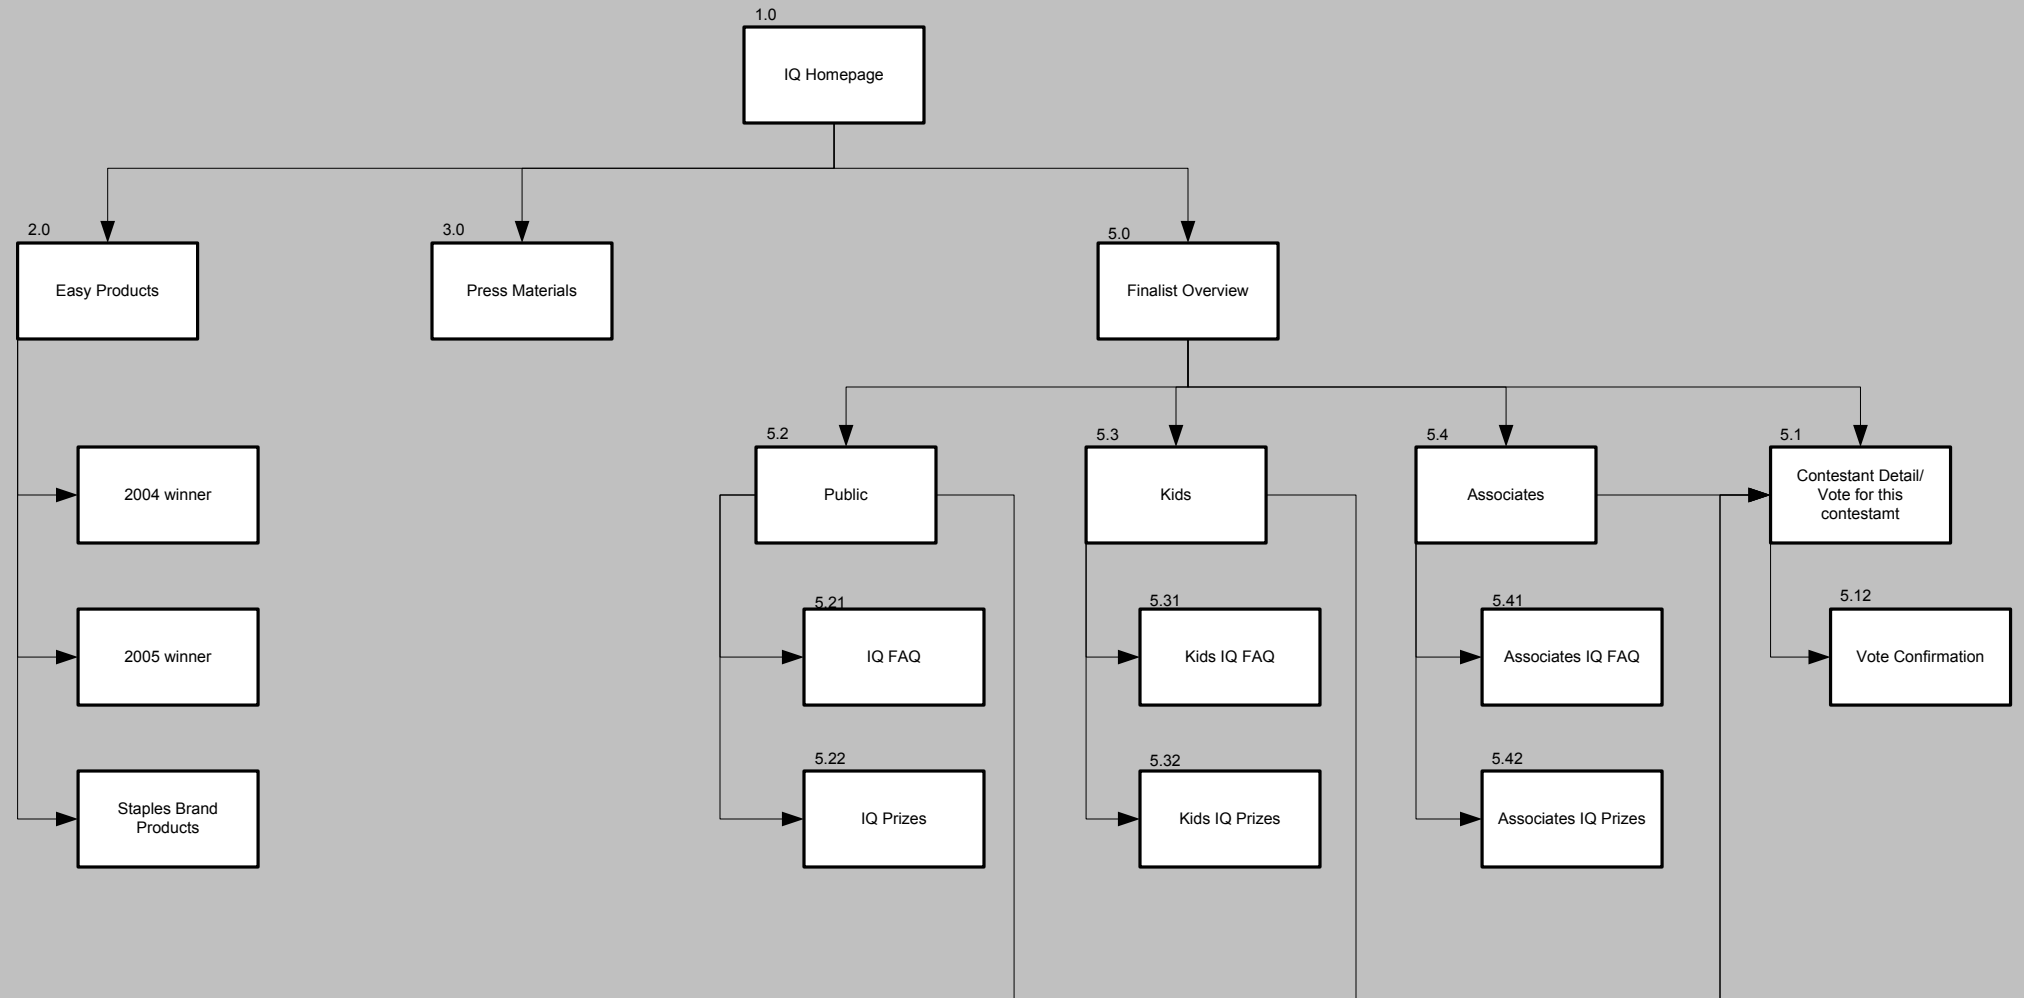 1.0
IQ Homepage
2.0
Easy Products
3.0
Press Materials
5.0
Finalist Overview
5.2
Public
5.3
Kids
5.4
Associates
5.1
Contestant Detail/
Vote for this
contestamt
2004 winner
2005 winner
Staples Brand
Products
5.21
IQ FAQ
5.31
Kids IQ FAQ
5.41
Associates IQ FAQ
5.12
Vote Confirmation
5.22
IQ Prizes
5.32
Kids IQ Prizes
5.42
Associates IQ Prizes